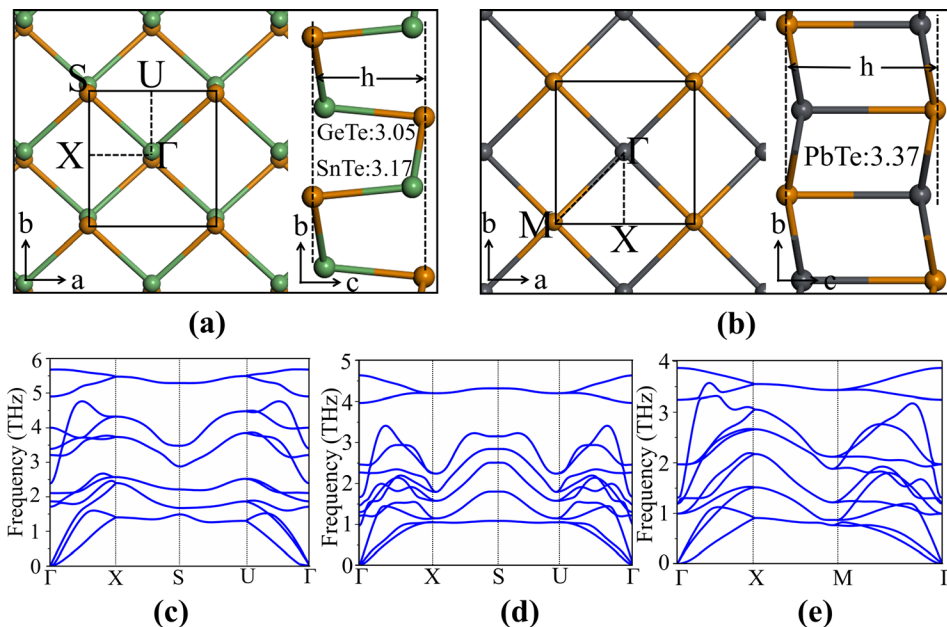 S U
X Γ
b
a
h
GeTe:3.05
SnTe:3.17
b
c
(a)
Γ
M X
b
a
h
PbTe:3.37
b
c
(b)
Frequency (THz)
6
5
4
3
2
1
0
Γ X S U Γ
(c)
Frequency (THz)
5
4
3
2
1
0
Γ X S U Γ
(d)
Frequency (THz)
4
3
2
1
0
Γ X M Γ
(e)